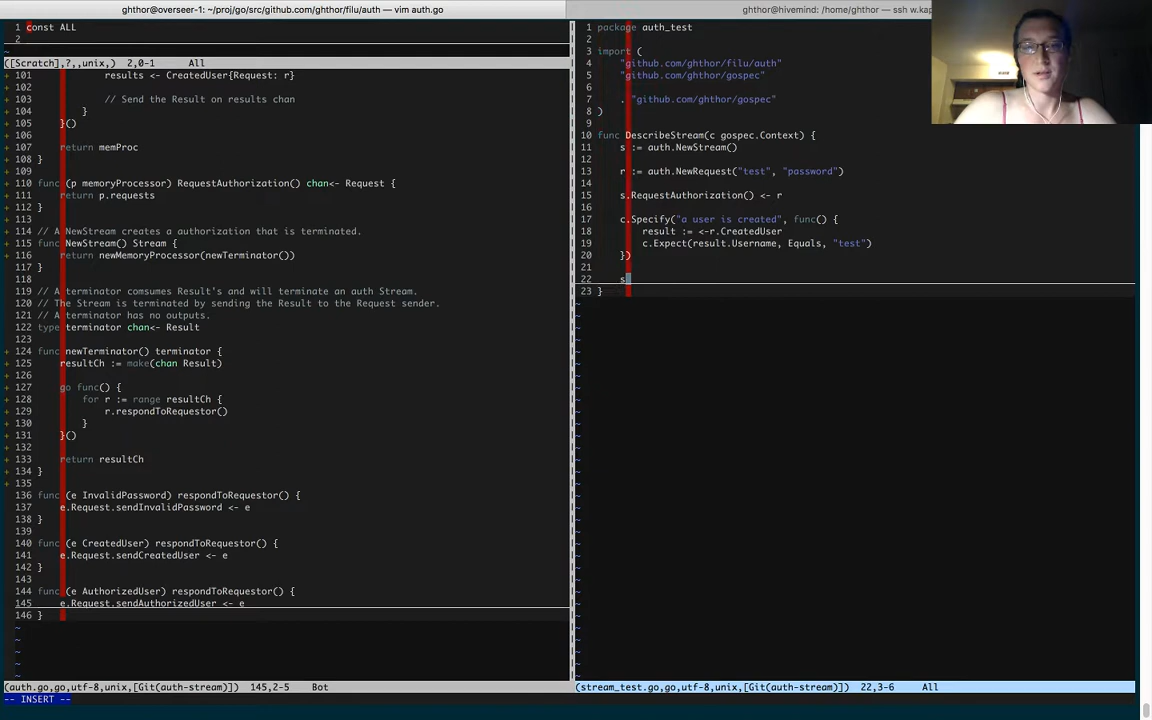 ghthor@overseer-1: ~/proj/go/src/github.com/ghthor/filu/auth — vim auth.go
ghthor@hivemind: /home/ghthor — ssh w.kap
1 const ALL
2
~
([Scratch],?,,unix,) 2,0-1 All
+ 101 results <- CreatedUser{Request: r}
+ 102
+ 103 // Send the Result on results chan
+ 104 }
+ 105 }()
+ 106
+ 107 return memProc
+ 108 }
+ 109
+ 110 func (p memoryProcessor) RequestAuthorization() chan<- Request {
+ 111 return p.requests
+ 112 }
+ 113
+ 114 // A NewStream creates a authorization that is terminated.
+ 115 func NewStream() Stream {
+ 116 return newMemoryProcessor(newTerminator())
117 }
118
119 // A terminator comsumes Result's and will terminate an auth Stream.
120 // The Stream is terminated by sending the Result to the Request sender.
121 // A terminator has no outputs.
122 type terminator chan<- Result
123
+ 124 func newTerminator() terminator {
+ 125 resultCh := make(chan Result)
+ 126
+ 127 go func() {
+ 128 for r := range resultCh {
+ 129 r.respondToRequestor()
+ 130 }
+ 131 }()
+ 132
+ 133 return resultCh
+ 134 }
+ 135
136 func (e InvalidPassword) respondToRequestor() {
137 e.Request.sendInvalidPassword <- e
138 }
139
140 func (e CreatedUser) respondToRequestor() {
141 e.Request.sendCreatedUser <- e
142 }
143
144 func (e AuthorizedUser) respondToRequestor() {
145 e.Request.sendAuthorizedUser <- e
146 }
~
~
~
~
~
(auth.go,go,utf-8,unix,[Git(auth-stream)]) 145,2-5 Bot
-- INSERT --
1 package auth_test
2
3 import (
4 "github.com/ghthor/filu/auth"
5 "github.com/ghthor/gospec"
6
7 . "github.com/ghthor/gospec"
8 )
9
10 func DescribeStream(c gospec.Context) {
11 s := auth.NewStream()
12
13 r := auth.NewRequest("test", "password")
14
15 s.RequestAuthorization() <- r
16
17 c.Specify("a user is created", func() {
18 result := <-r.CreatedUser
19 c.Expect(result.Username, Equals, "test")
20 })
21
22 s
23 }
(stream_test.go,go,utf-8,unix,[Git(auth-stream)]) 22,3-6 All